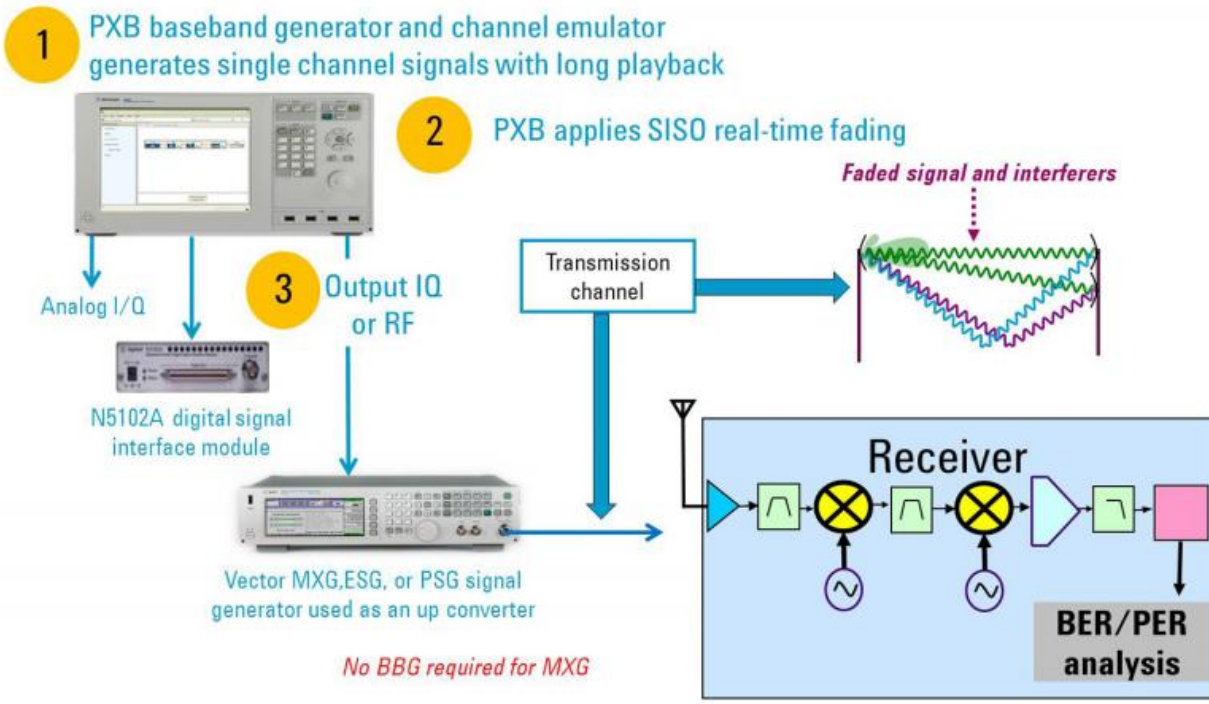 1
PXB baseband generator and channel emulator
generates single channel signals with long playback
2
PXB applies SISO real-time fading
Faded signal and interferers
Transmission
channel
3
Output IQ
or RF
Analog I/Q
N5102A digital signal
interface module
Receiver
Vector MXG,ESG, or PSG signal
generator used as an up converter
No BBG required for MXG
BER/PER
analysis